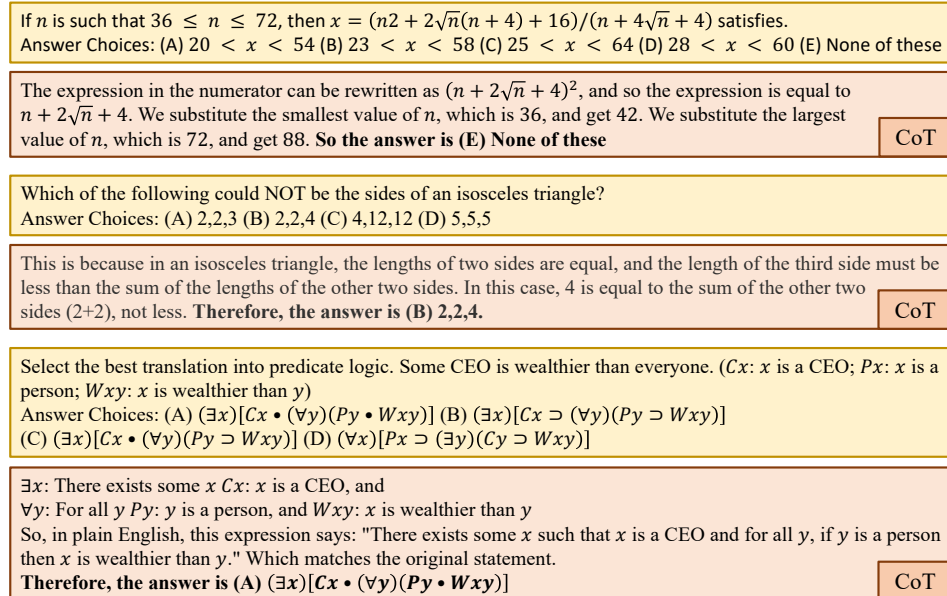 If n is such that 36 ≤ n ≤ 72, then x = (n2 + 2√n(n + 4) + 16)/(n + 4√n + 4) satisfies.
Answer Choices: (A) 20 < x < 54 (B) 23 < x < 58 (C) 25 < x < 64 (D) 28 < x < 60 (E) None of these
The expression in the numerator can be rewritten as (n + 2√n + 4)², and so the expression is equal to
n + 2√n + 4. We substitute the smallest value of n, which is 36, and get 42. We substitute the largest
value of n, which is 72, and get 88. So the answer is (E) None of these
CoT
Which of the following could NOT be the sides of an isosceles triangle?
Answer Choices: (A) 2,2,3 (B) 2,2,4 (C) 4,12,12 (D) 5,5,5
This is because in an isosceles triangle, the lengths of two sides are equal, and the length of the third side must be
less than the sum of the lengths of the other two sides. In this case, 4 is equal to the sum of the other two
sides (2+2), not less. Therefore, the answer is (B) 2,2,4.
CoT
Select the best translation into predicate logic. Some CEO is wealthier than everyone. (Cx: x is a CEO; Px: x is a
person; Wxy: x is wealthier than y)
Answer Choices: (A) (∃x)[Cx • (∀y)(Py • Wxy)] (B) (∃x)[Cx ⊃ (∀y)(Py ⊃ Wxy)]
(C) (∃x)[Cx • (∀y)(Py ⊃ Wxy)] (D) (∀x)[Px ⊃ (∃y)(Cy ⊃ Wxy)]
∃x: There exists some x Cx: x is a CEO, and
∀y: For all y Py: y is a person, and Wxy: x is wealthier than y
So, in plain English, this expression says: "There exists some x such that x is a CEO and for all y, if y is a person
then x is wealthier than y." Which matches the original statement.
Therefore, the answer is (A) (∃x)[Cx • (∀y)(Py • Wxy)]
CoT